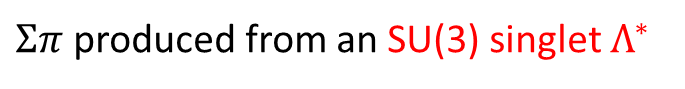 Σπ produced from an SU(3) singlet Λ*